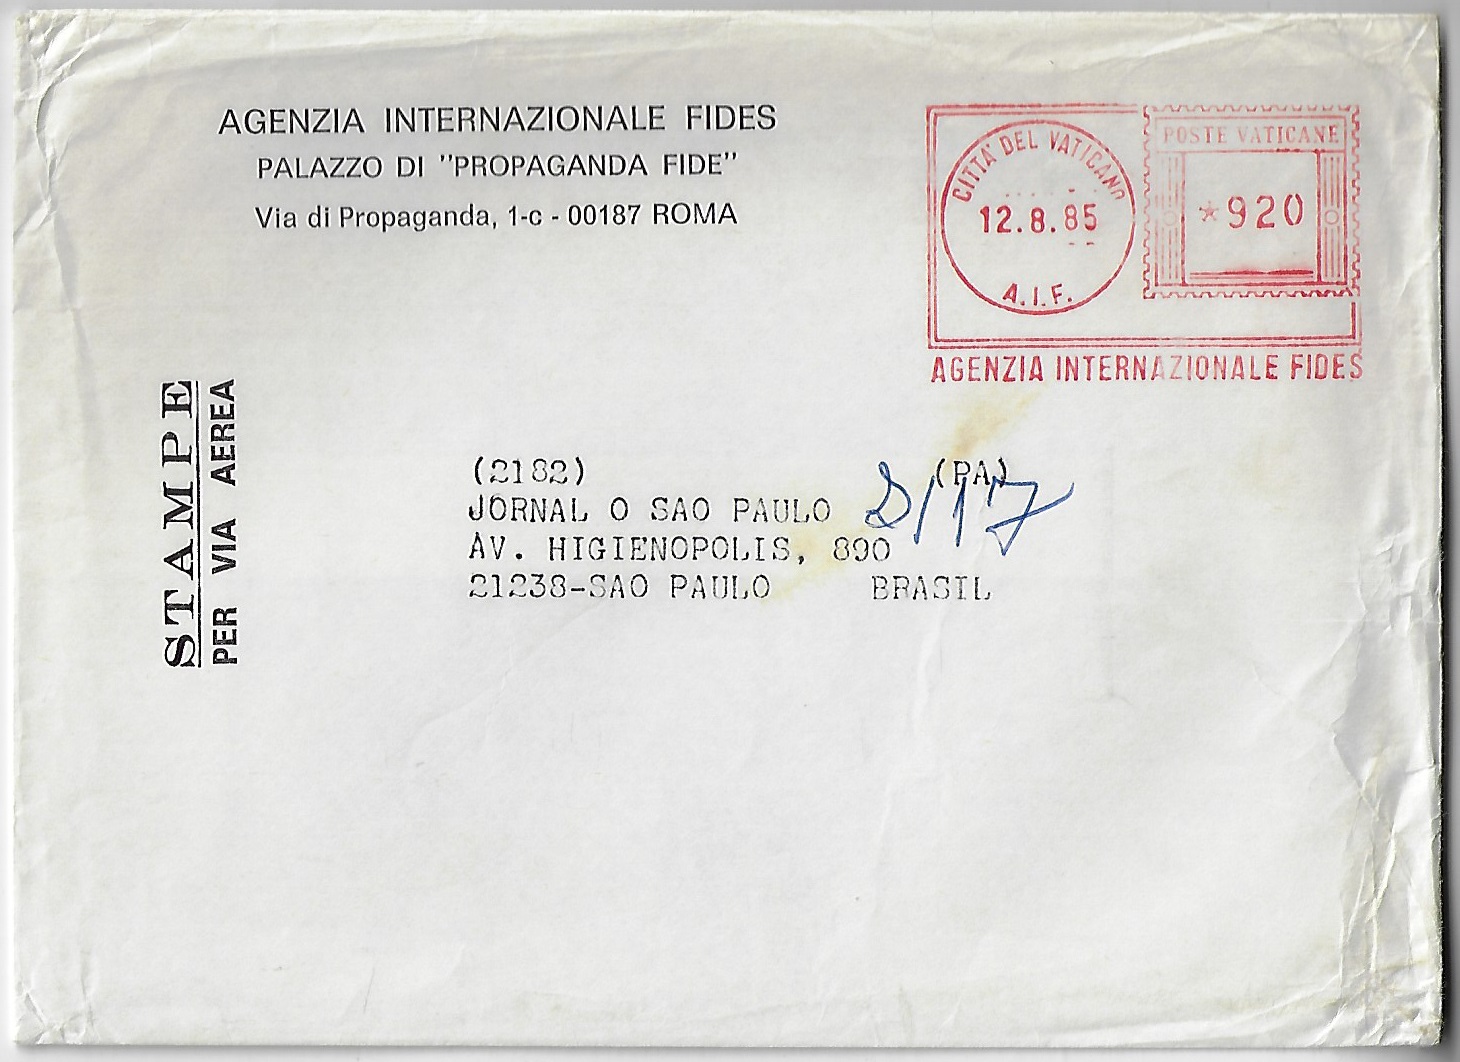 AGENZIA INTERNAZIONALE FIDES
PALAZZO DI "PROPAGANDA FIDE"
Via di Propaganda, 1-c - 00187 ROMA
CITTA' DEL VATICANO
12.8.85
A.I.F.
POSTE VATICANE
*920
AGENZIA INTERNAZIONALE FIDES
STAMPE
PER VIA AEREA
(2182) (PA)
JORNAL O SAO PAULO
AV. HIGIENOPOLIS, 890
21238-SAO PAULO BRASIL